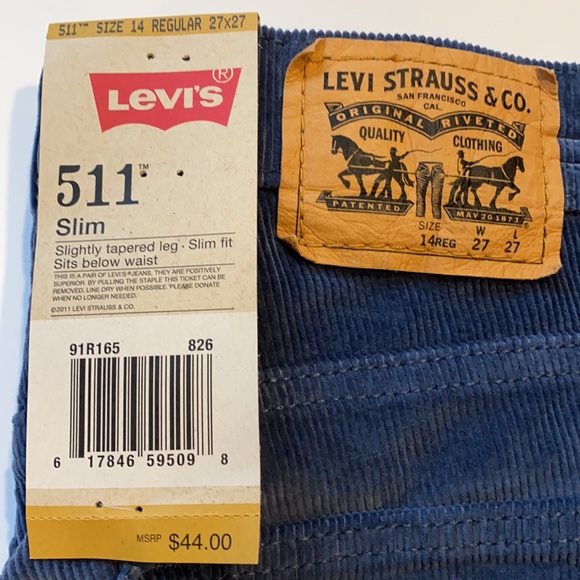 511™ SIZE 14 REGULAR 27x27
Levi's®
511™
Slim
Slightly tapered leg · Slim fit
Sits below waist
THIS IS A PAIR OF LEVI'S®JEANS, THEY ARE POSITIVELY
SUPERIOR. BY PULLING THE STAPLE THIS TICKET CAN BE
REMOVED. LINE DRY WHEN POSSIBLE. PLEASE DONATE
WHEN NO LONGER NEEDED.
©2011 LEVI STRAUSS & CO.
91R165 826
6 17846 59509 8
MSRP $44.00
LEVI STRAUSS & CO.
SAN FRANCISCO
CAL.
ORIGINAL RIVETED
QUALITY CLOTHING
PATENTED MAY 20 1873
SIZE W L
14REG 27 27